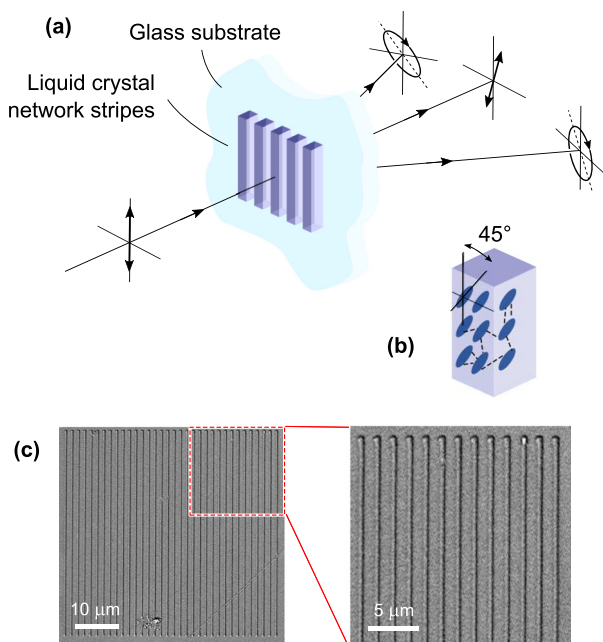 (a)
Glass substrate
Liquid crystal
network stripes
45°
(b)
(c)
10 μm
5 μm